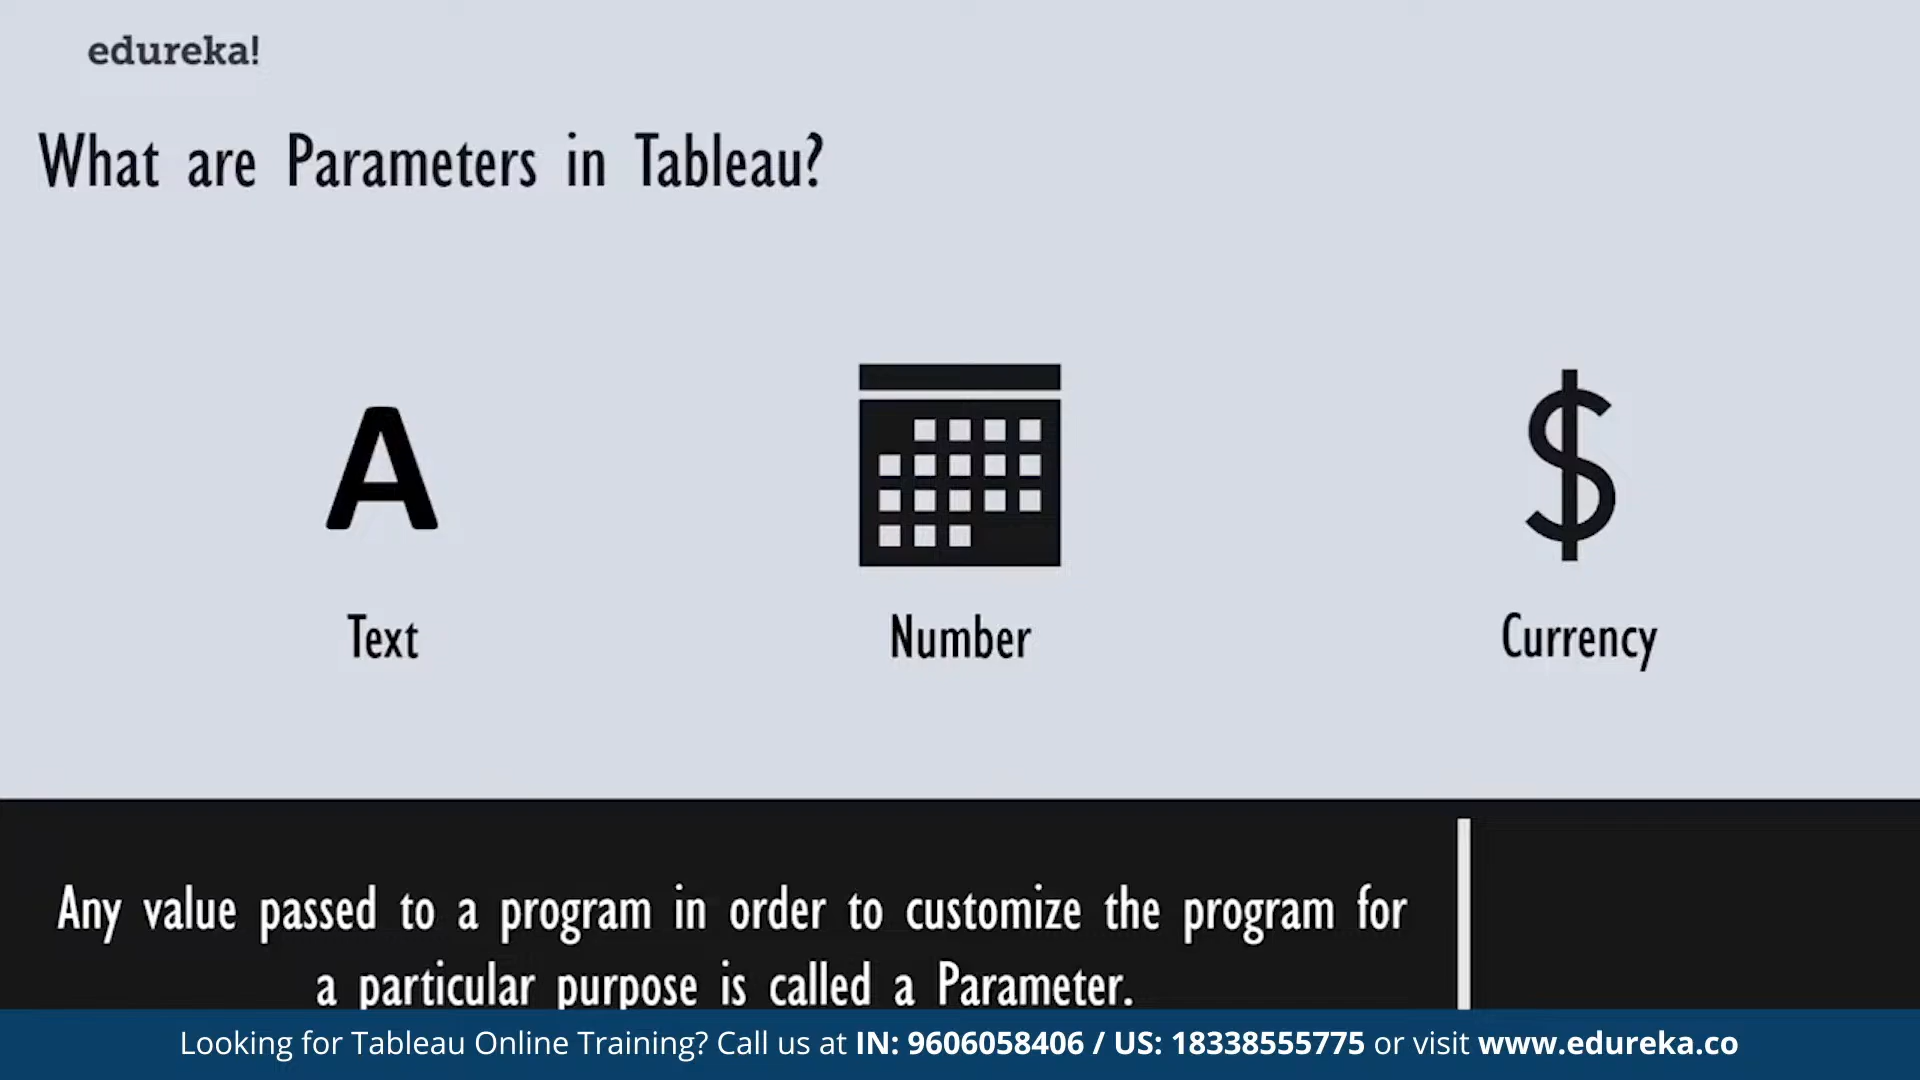 edureka!
What are Parameters in Tableau?
A
$
Text
Number
Currency
Any value passed to a program in order to customize the program for
a particular purpose is called a Parameter.
Looking for Tableau Online Training? Call us at IN: 9606058406 / US: 18338555775 or visit www.edureka.co